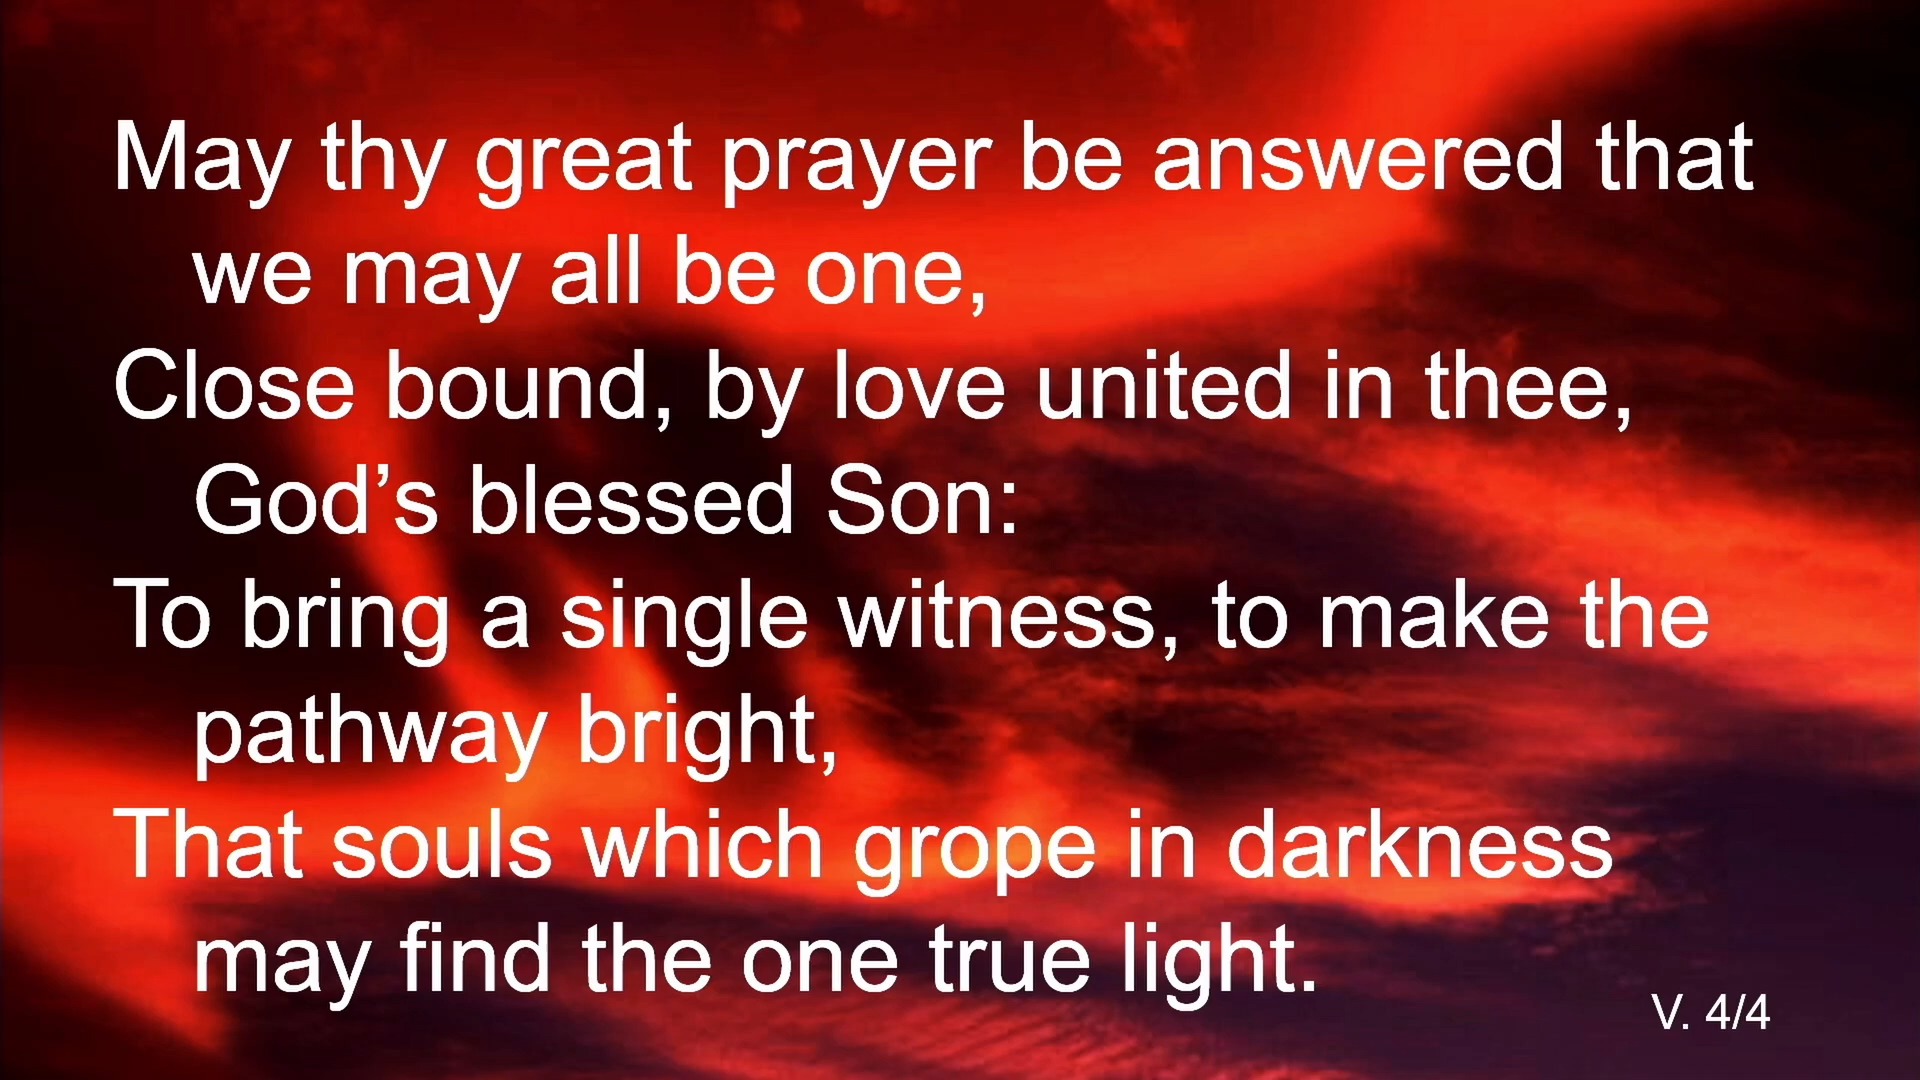 May thy great prayer be answered that
we may all be one,
Close bound, by love united in thee,
God’s blessed Son:
To bring a single witness, to make the
pathway bright,
That souls which grope in darkness
may find the one true light.
V. 4/4